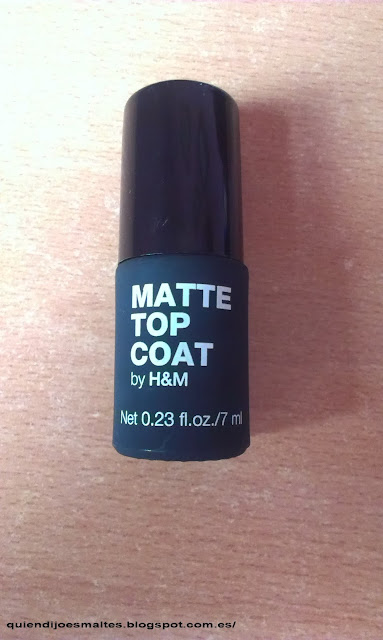 MATTE
TOP
COAT
by H&M
Net 0.23 fl.oz./7 ml
quiendijoesmaltes.blogspot.com.es/